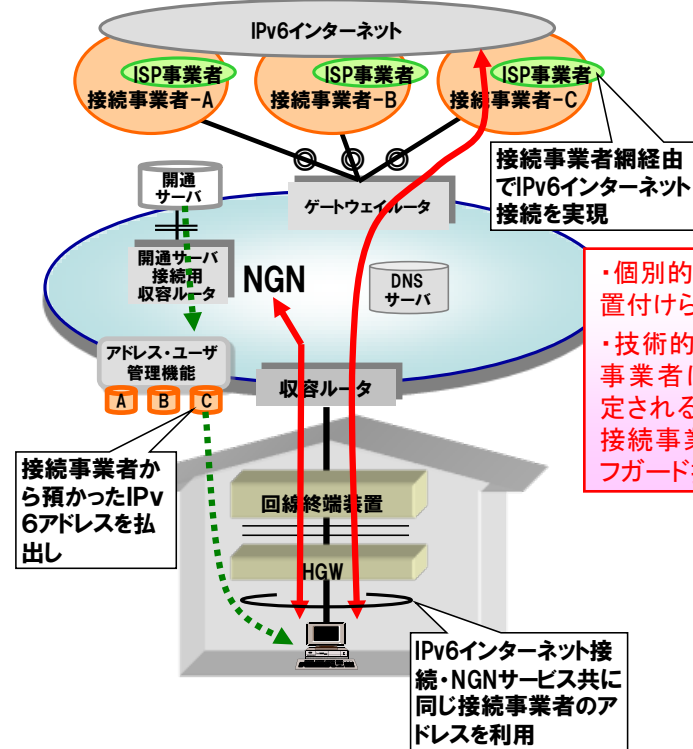 IPv6インターネット
ISP事業者
ISP事業者
ISP事業者
接続事業者-A
接続事業者-B
接続事業者-C
接続事業者網経由
でIPv6インターネット
接続を実現
開通
サーバ
ゲートウェイルータ
開通サーバ
接続用
収容ルータ
NGN
DNS
サーバ
・個別的
置付けら
・技術的
事業者に
定される
接続事業
フガード
アドレス・ユーザ
管理機能
A
B
C
収容ルータ
接続事業者か
ら預かったIPv
6アドレスを払
出し
回線終端装置
HGW
IPv6インターネット接
続・NGNサービス共に
同じ接続事業者のア
ドレスを利用